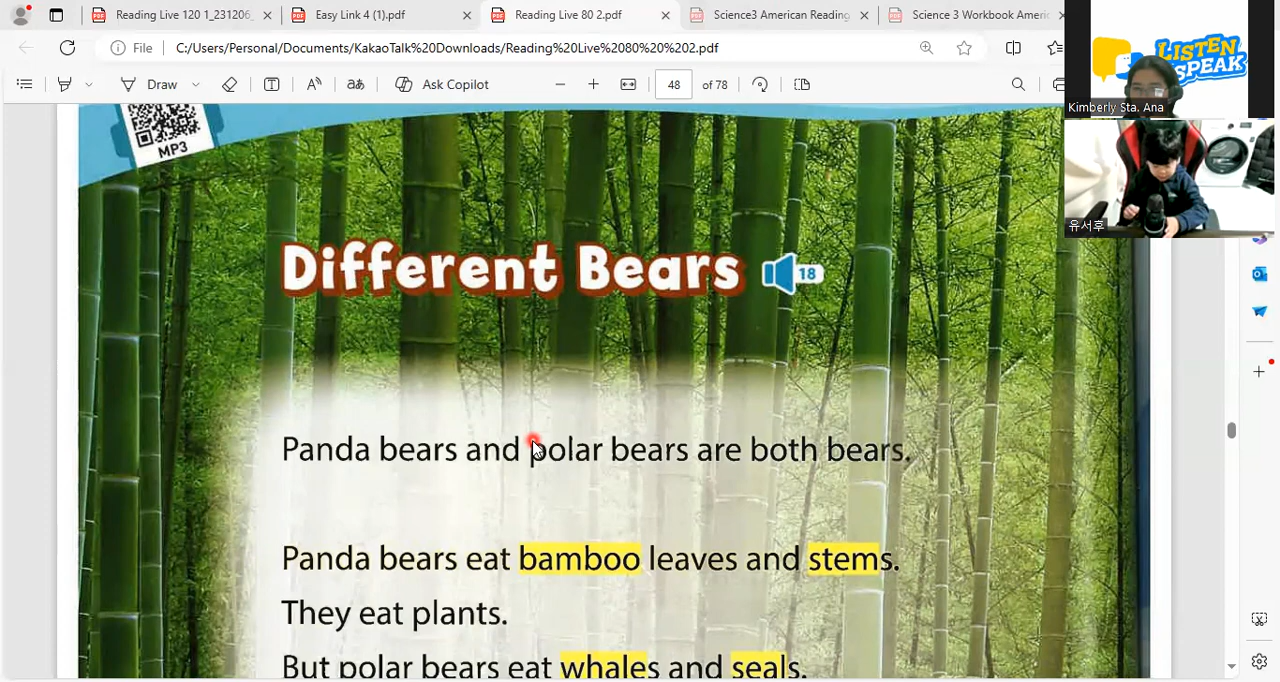 Reading Live 120 1_231206_
Easy Link 4 (1).pdf
Reading Live 80 2.pdf
Science3 American Reading
Science 3 Workbook Americ
File
C:/Users/Personal/Documents/KakaoTalk%20Downloads/Reading%20Live%2080%20%202.pdf
Draw
aあ
Ask Copilot
48
of 78
LISTEN
SPEAK
Kimberly Sta. Ana
유서후
MP3
Different Bears
18
Panda bears and polar bears are both bears.
Panda bears eat bamboo leaves and stems.
They eat plants.
But polar bears eat whales and seals.